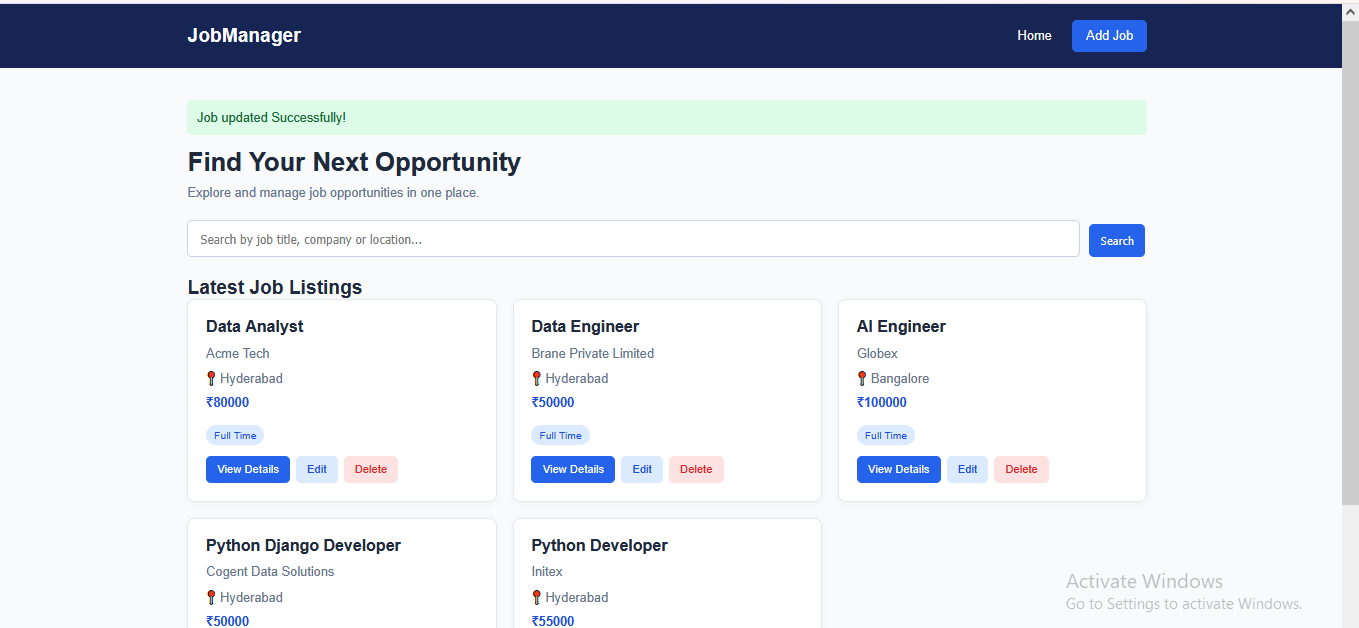 JobManager
Home
Add Job
Job updated Successfully!
Find Your Next Opportunity
Explore and manage job opportunities in one place.
Search by job title, company or location...
Search
Latest Job Listings
Data Analyst
Acme Tech
Hyderabad
₹80000
Full Time
View Details
Edit
Delete
Data Engineer
Brane Private Limited
Hyderabad
₹50000
Full Time
View Details
Edit
Delete
AI Engineer
Globex
Bangalore
₹100000
Full Time
View Details
Edit
Delete
Python Django Developer
Cogent Data Solutions
Hyderabad
₹50000
Python Developer
Initex
Hyderabad
₹55000
Activate Windows
Go to Settings to activate Windows.